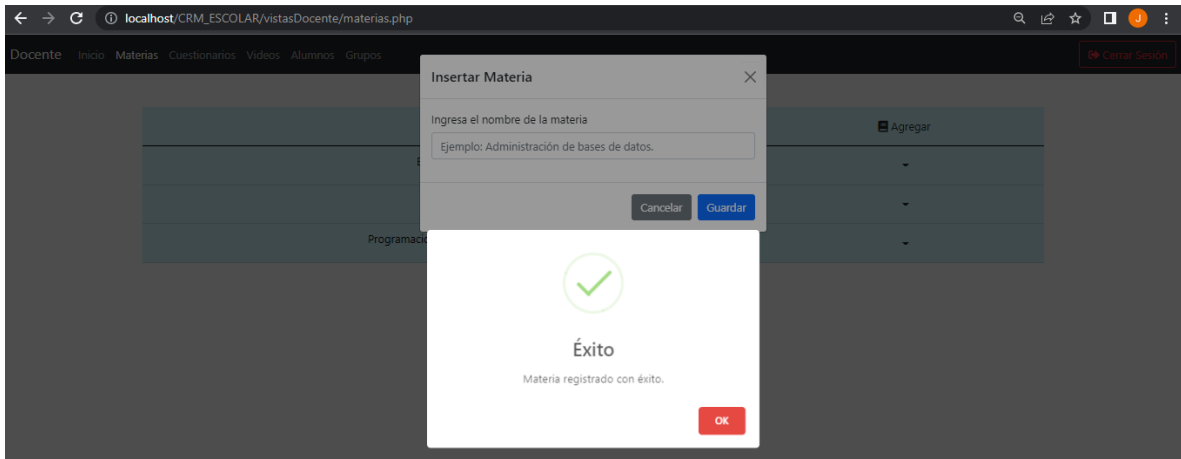 localhost/CRM_ESCOLAR/vistasDocente/materias.php
J
Docente Inicio Materias Cuestionarios Videos Alumnos Grupos Cerrar Sesión
Insertar Materia
Ingresa el nombre de la materia
Agregar
Ejemplo: Administración de bases de datos.
Cancelar Guardar
Éxito
Materia registrado con éxito.
OK